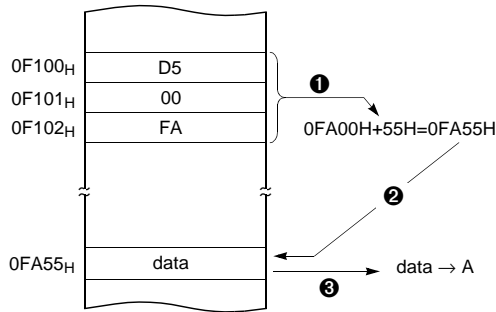 0F100H D5
0F101H 00 ❶
0F102H FA 0FA00H+55H=0FA55H
❷
0FA55H data data → A
❸